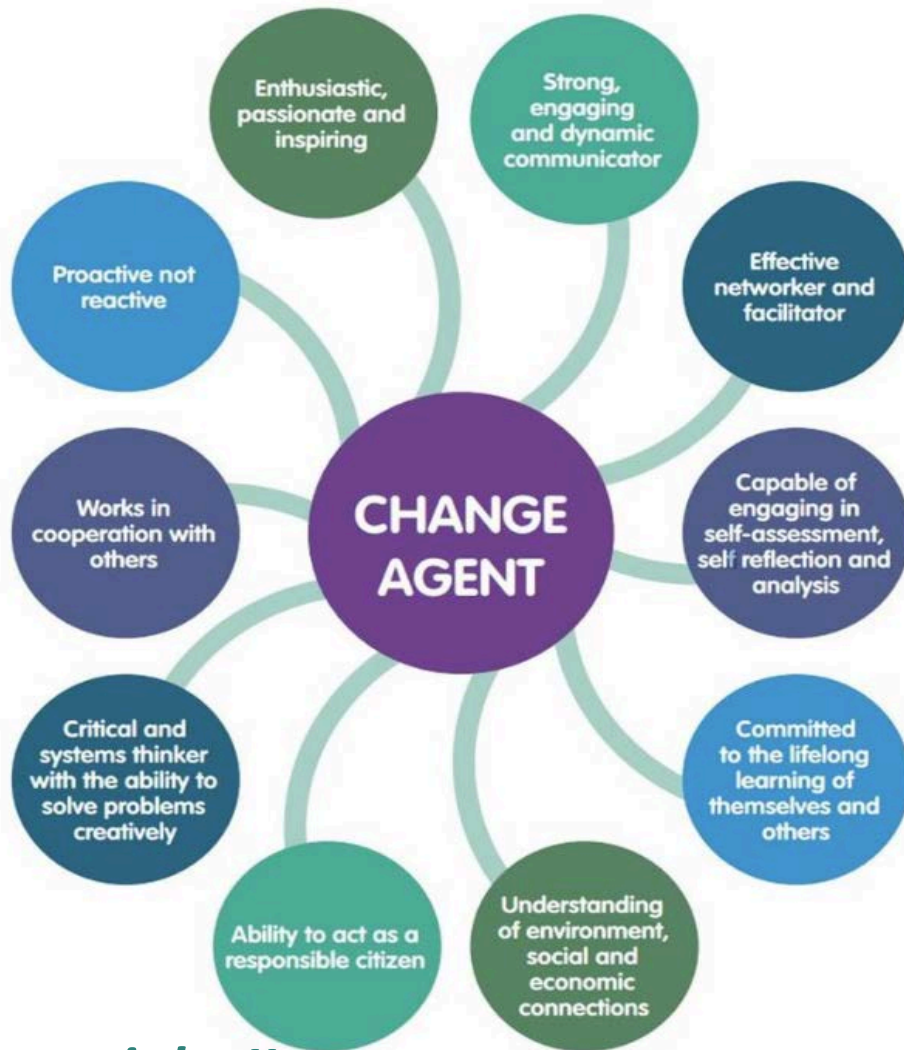 Enthusiastic,
passionate and
inspiring
Strong,
engaging
and dynamic
communicator
Proactive not
reactive
Effective
networker and
facilitator
CHANGE
AGENT
Works in
cooperation with
others
Capable of
engaging in
self-assessment,
self reflection and
analysis
Critical and
systems thinker
with the ability to
solve problems
creatively
Committed
to the lifelong
learning of
themselves and
others
Ability to act as a
responsible citizen
Understanding
of environment,
social and
economic
connections